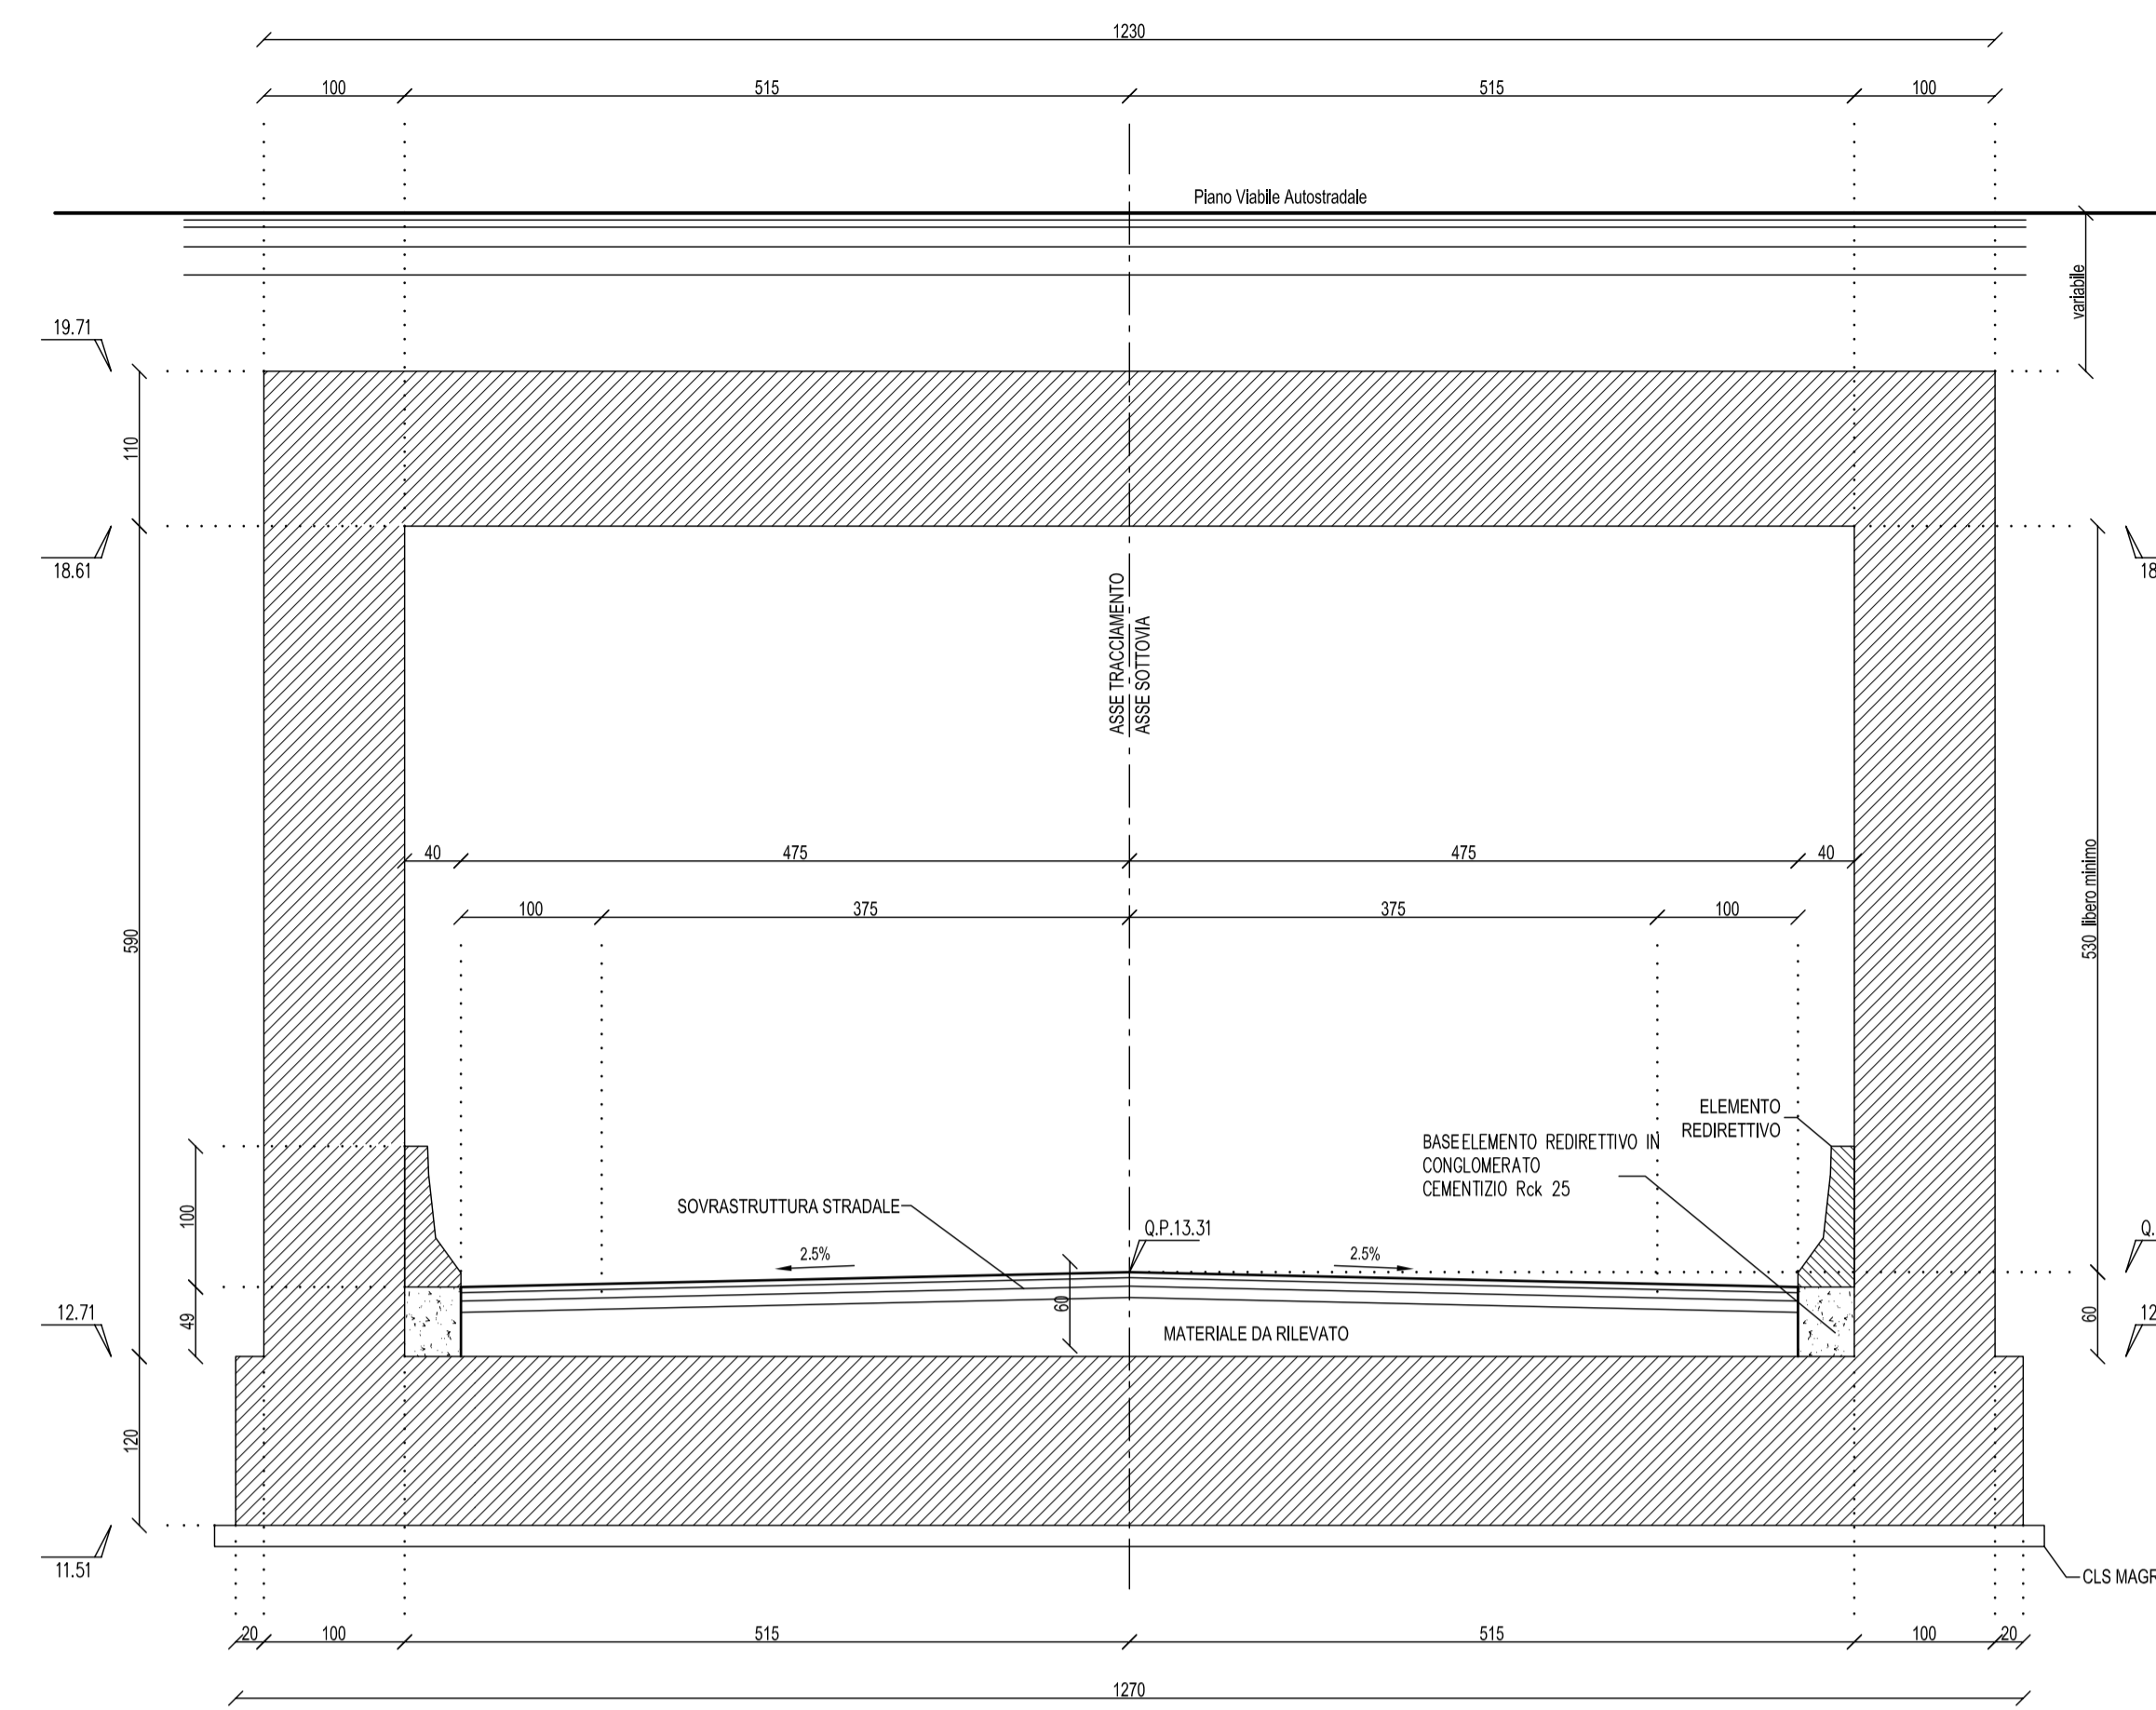 1230
100 515 515 100
Piano Viabile Autostradale
variabile
19.71
110
18.61
18
ASSE TRACCIAMENTO
ASSE SOTTOVIA
40 475 475 40
100 375 375 100
590
530 libero minimo
ELEMENTO
REDIRETTIVO
BASE ELEMENTO REDIRETTIVO IN
CONGLOMERATO
CEMENTIZIO Rck 25
SOVRASTRUTTURA STRADALE
Q.P.13.31
Q.
2.5% 2.5%
100
60
49
60
12.71
12
MATERIALE DA RILEVATO
120
11.51
CLS MAGR
20 100 515 515 100 20
1270